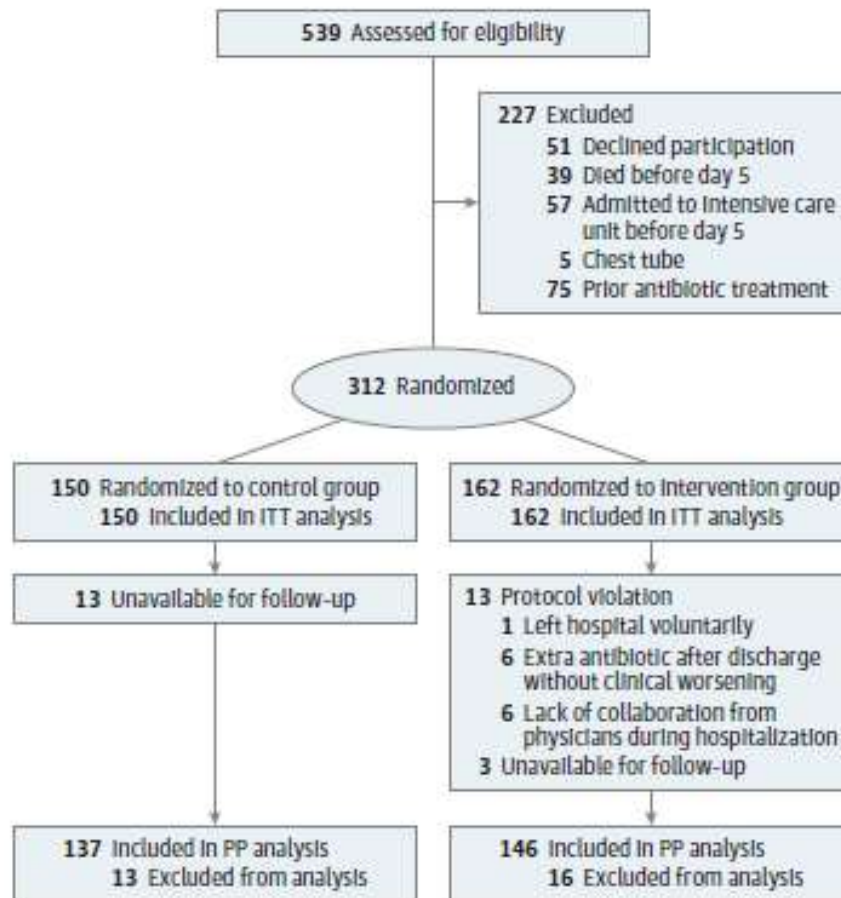 539 Assessed for eligibility
227 Excluded
51 Declined participation
39 Died before day 5
57 Admitted to intensive care
unit before day 5
5 Chest tube
75 Prior antibiotic treatment
312 Randomized
150 Randomized to control group
150 Included in ITT analysis
162 Randomized to intervention group
162 Included in ITT analysis
13 Unavailable for follow-up
13 Protocol violation
1 Left hospital voluntarily
6 Extra antibiotic after discharge
without clinical worsening
6 Lack of collaboration from
physicians during hospitalization
3 Unavailable for follow-up
137 Included in PP analysis
13 Excluded from analysis
146 Included in PP analysis
16 Excluded from analysis